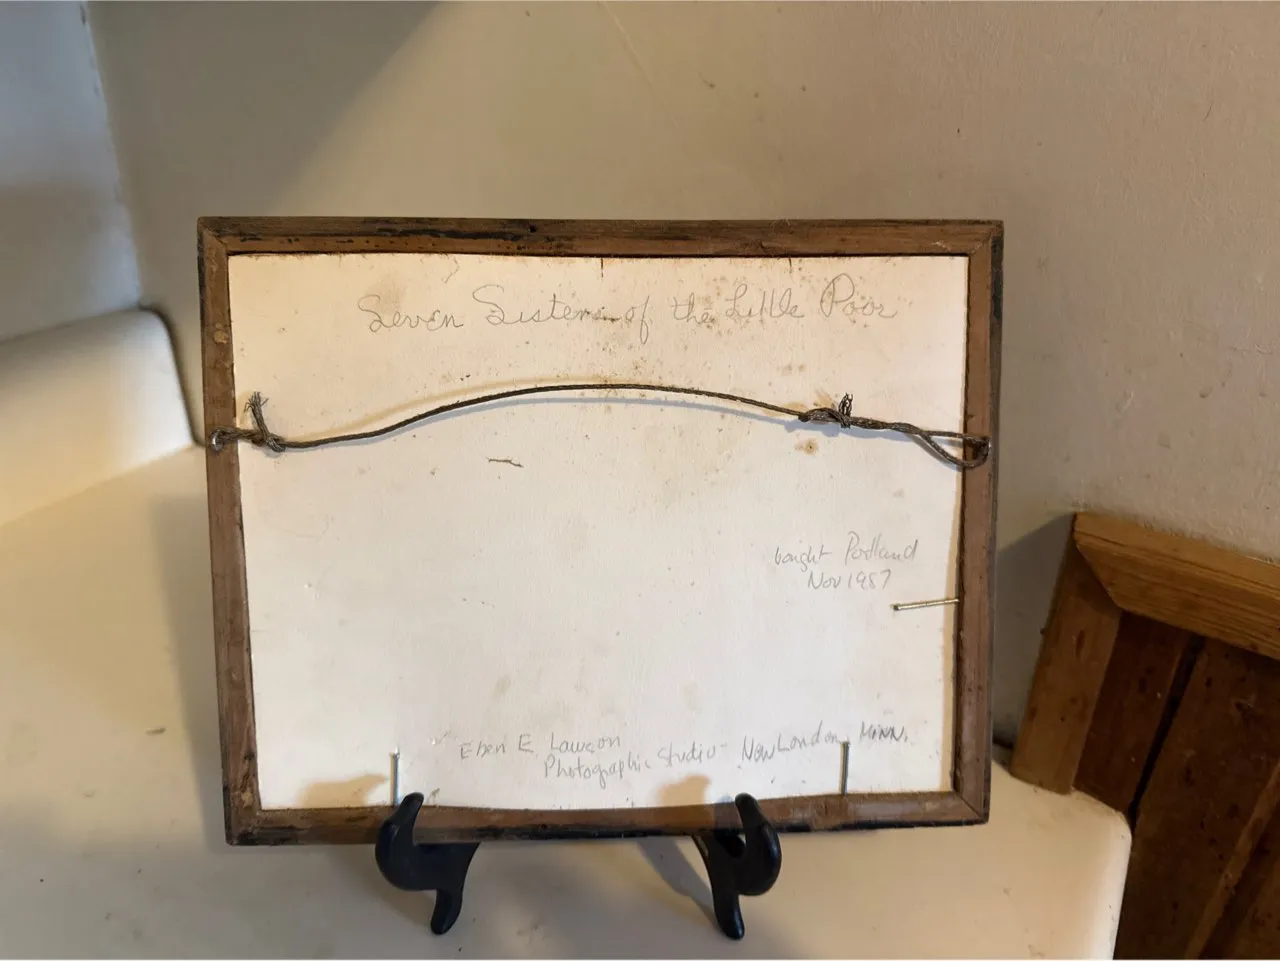 Seven Sisters of the Little Poor
bought Portland
Nov 1987
Eben E Lawson
Photographic Studio - New London, MINN.